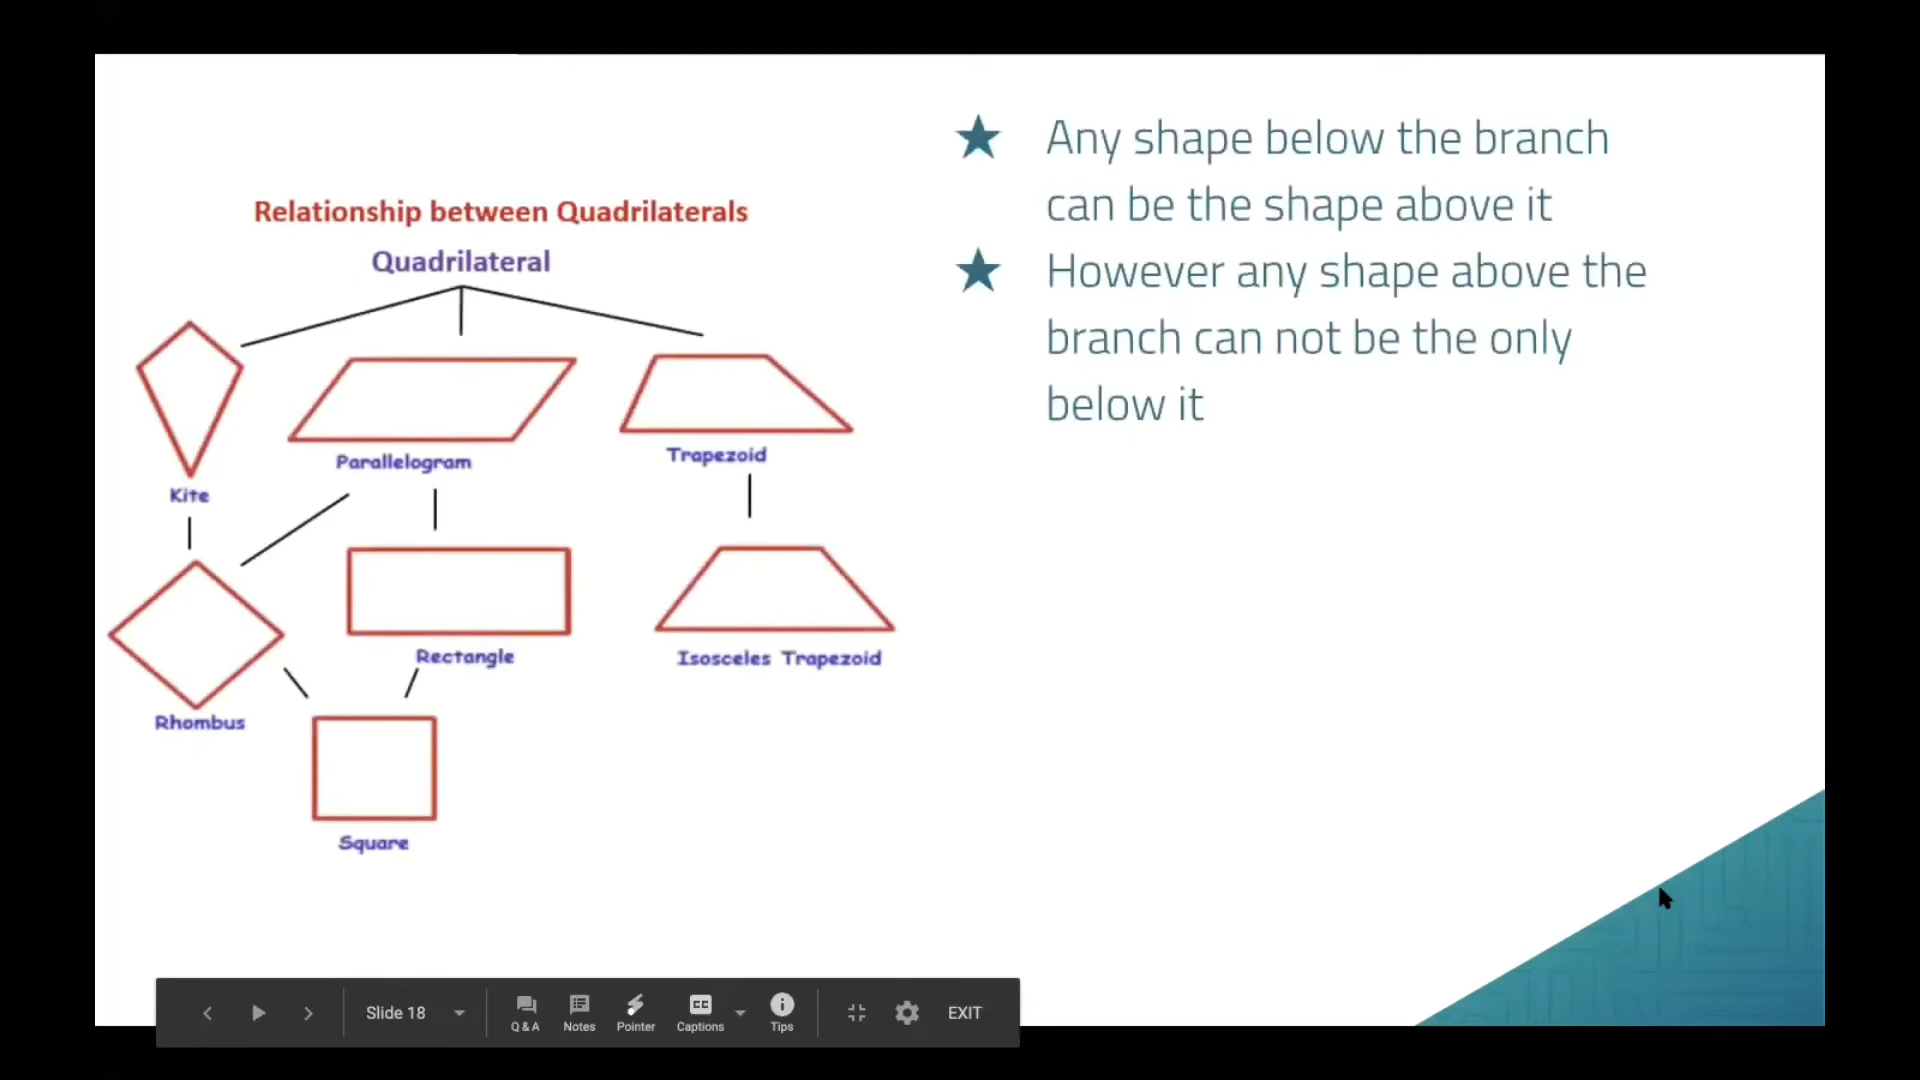 Relationship between Quadrilaterals
Quadrilateral
Kite
Parallelogram
Trapezoid
Rhombus
Rectangle
Isosceles Trapezoid
Square
★ Any shape below the branch
can be the shape above it
★ However any shape above the
branch can not be the only
below it
Slide 18
Q & A
Notes
CC
Pointer
Captions
Tips
EXIT